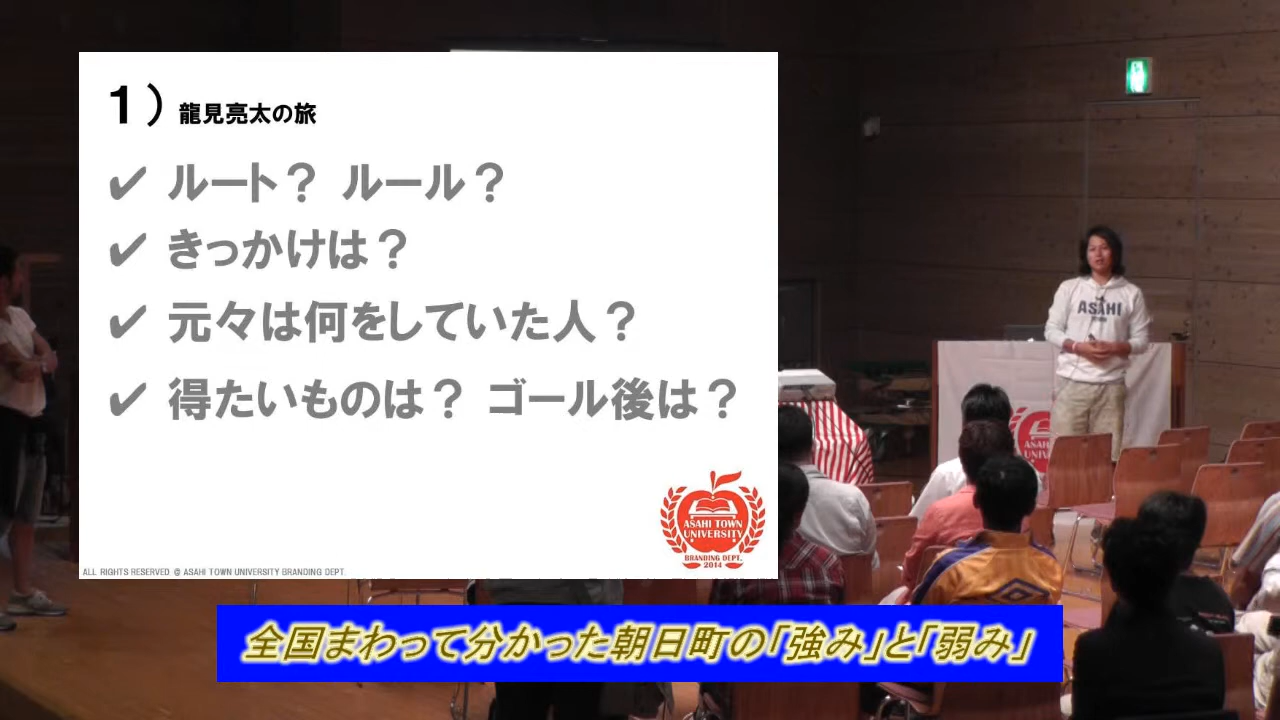 1) 龍見亮太の旅
✔ ルート? ルール?
✔ きっかけは?
✔ 元々は何をしていた人?
✔ 得たいものは? ゴール後は?
ASAHI TOWN
UNIVERSITY
BRANDING DEPT.
2014
ALL RIGHTS RESERVED @ ASAHI TOWN UNIVERSITY BRANDING DEPT.
ASAHI
全国まわって分かった朝日町の「強み」と「弱み」